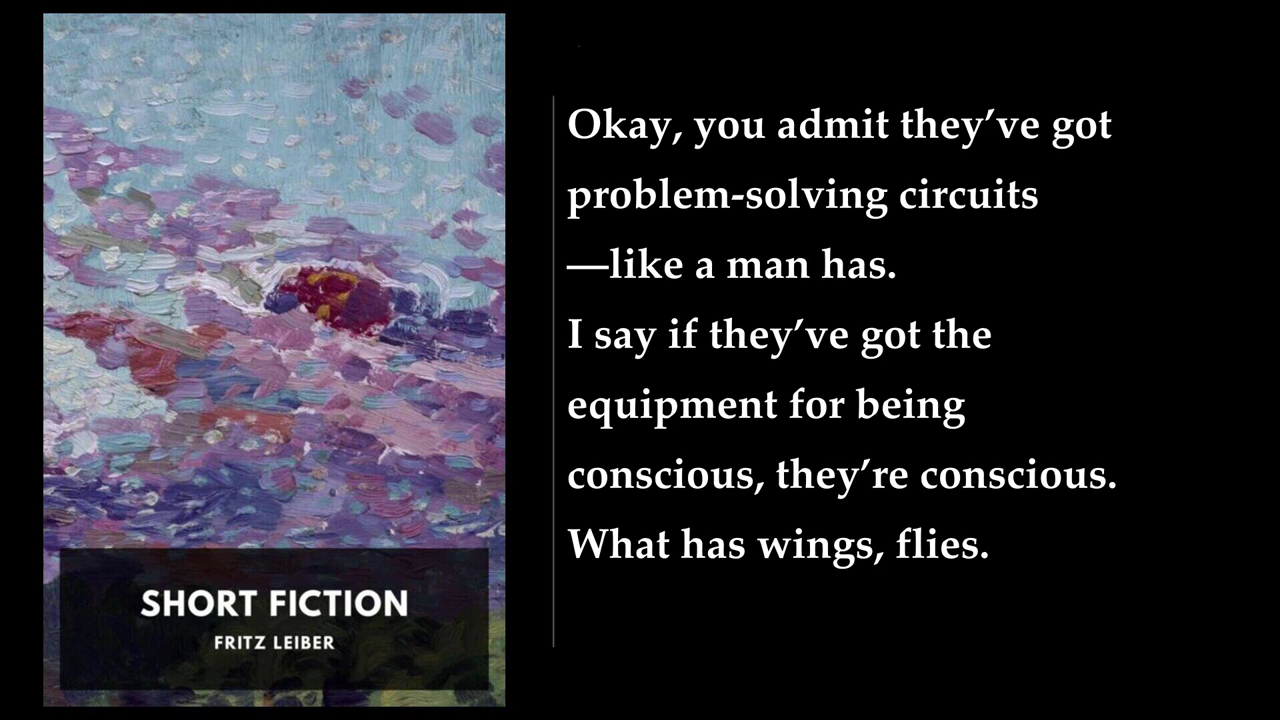 SHORT FICTION
FRITZ LEIBER
Okay, you admit they’ve got
problem-solving circuits
—like a man has.
I say if they’ve got the
equipment for being
conscious, they’re conscious.
What has wings, flies.